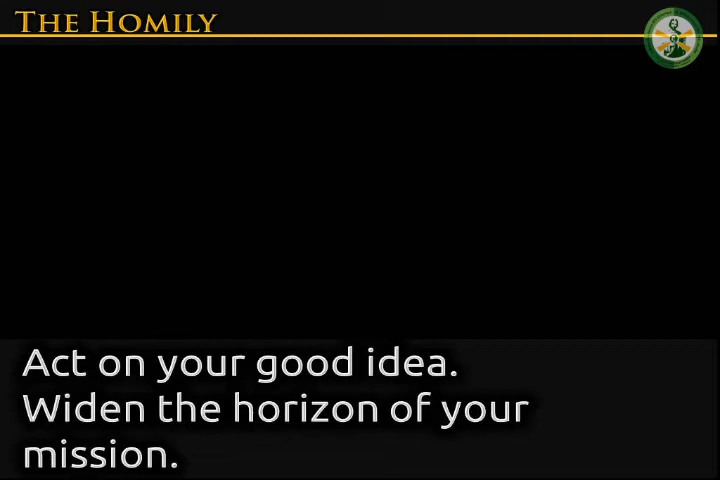 THE HOMILY
Act on your good idea.
Widen the horizon of your
mission.